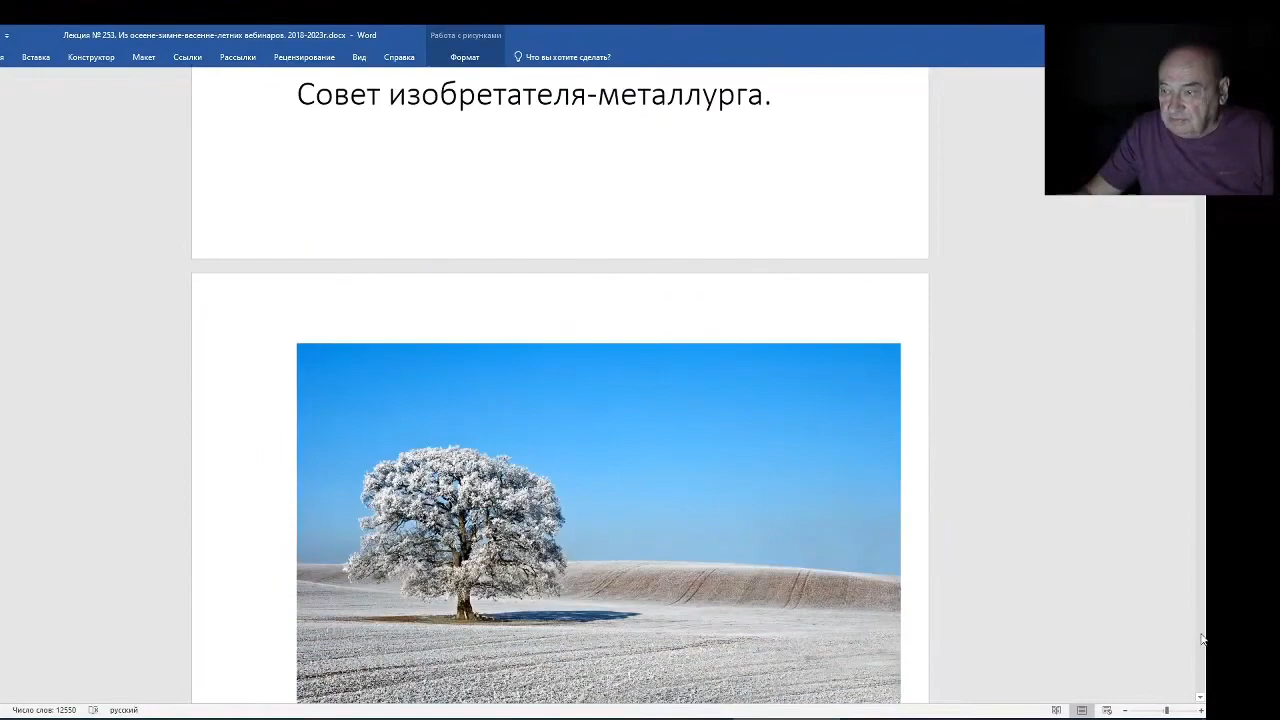 Лекция № 253. Из осеене-зимне-весенне-летних вебинаров. 2018-2023г.docx - Word
Работа с рисунками
я Вставка Конструктор Макет Ссылки Рассылки Рецензирование Вид Справка Формат Что вы хотите сделать?
Совет изобретателя-металлурга.
Число слов: 12550 русский